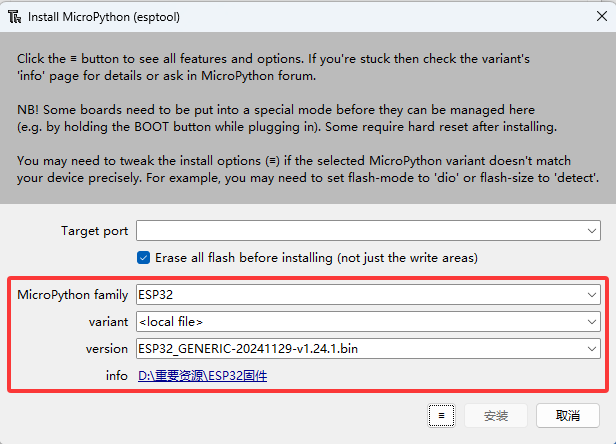 Install MicroPython (esptool)
Click the ≡ button to see all features and options. If you're stuck then check the variant's
'info' page for details or ask in MicroPython forum.
NB! Some boards need to be put into a special mode before they can be managed here
(e.g. by holding the BOOT button while plugging in). Some require hard reset after installing.
You may need to tweak the install options (≡) if the selected MicroPython variant doesn't match
your device precisely. For example, you may need to set flash-mode to 'dio' or flash-size to 'detect'.
Target port
Erase all flash before installing (not just the write areas)
MicroPython family ESP32
variant <local file>
version ESP32_GENERIC-20241129-v1.24.1.bin
info D:\重要资源\ESP32固件
≡ 安装 取消